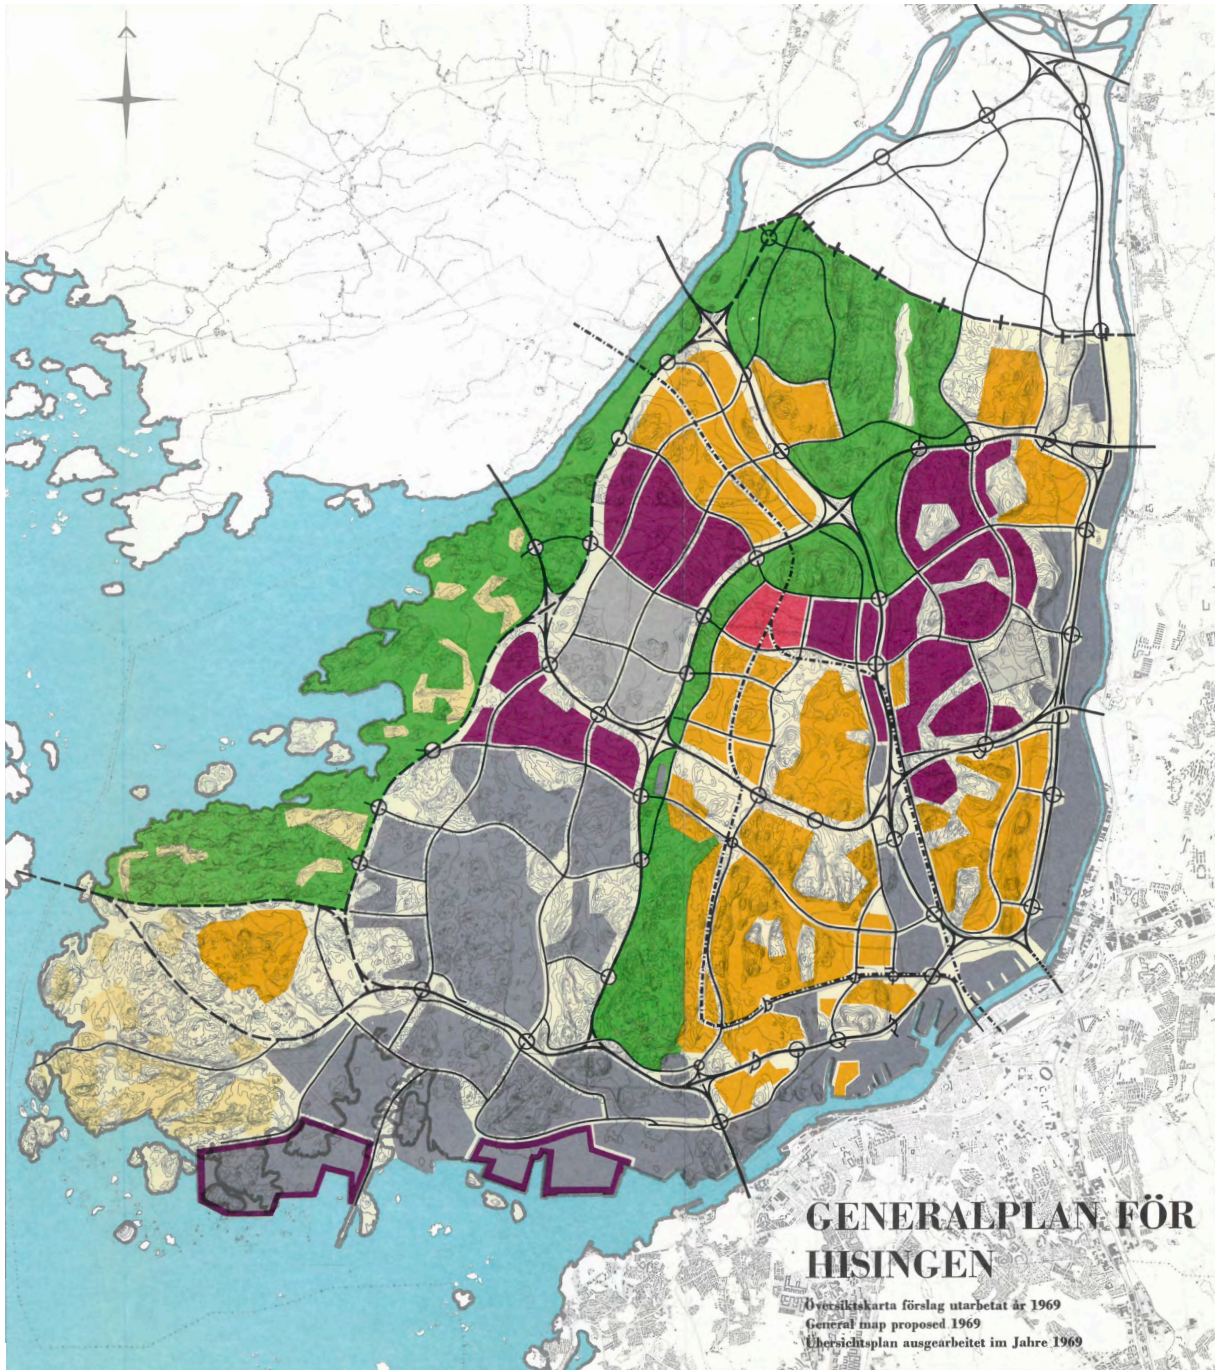 GENERALPLAN FÖR
HISINGEN
Översiktskarta förslag utarbetat år 1969
General map proposed 1969
Übersichtsplan ausgearbeitet im Jahre 1969